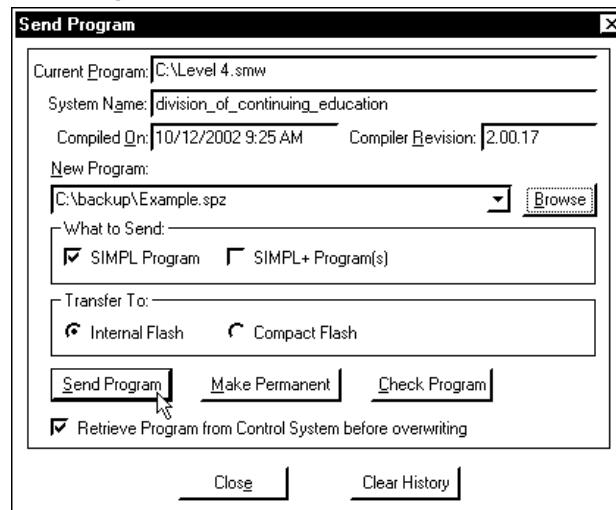 Send Program
Current Program: C:\Level 4.smw
System Name: division_of_continuing_education
Compiled On: 10/12/2002 9:25 AM Compiler Revision: 2.00.17
New Program:
C:\backup\Example.spz Browse
What to Send:
SIMPL Program SIMPL+ Program(s)
Transfer To:
Internal Flash Compact Flash
Send Program Make Permanent Check Program
Retrieve Program from Control System before overwriting
Close Clear History